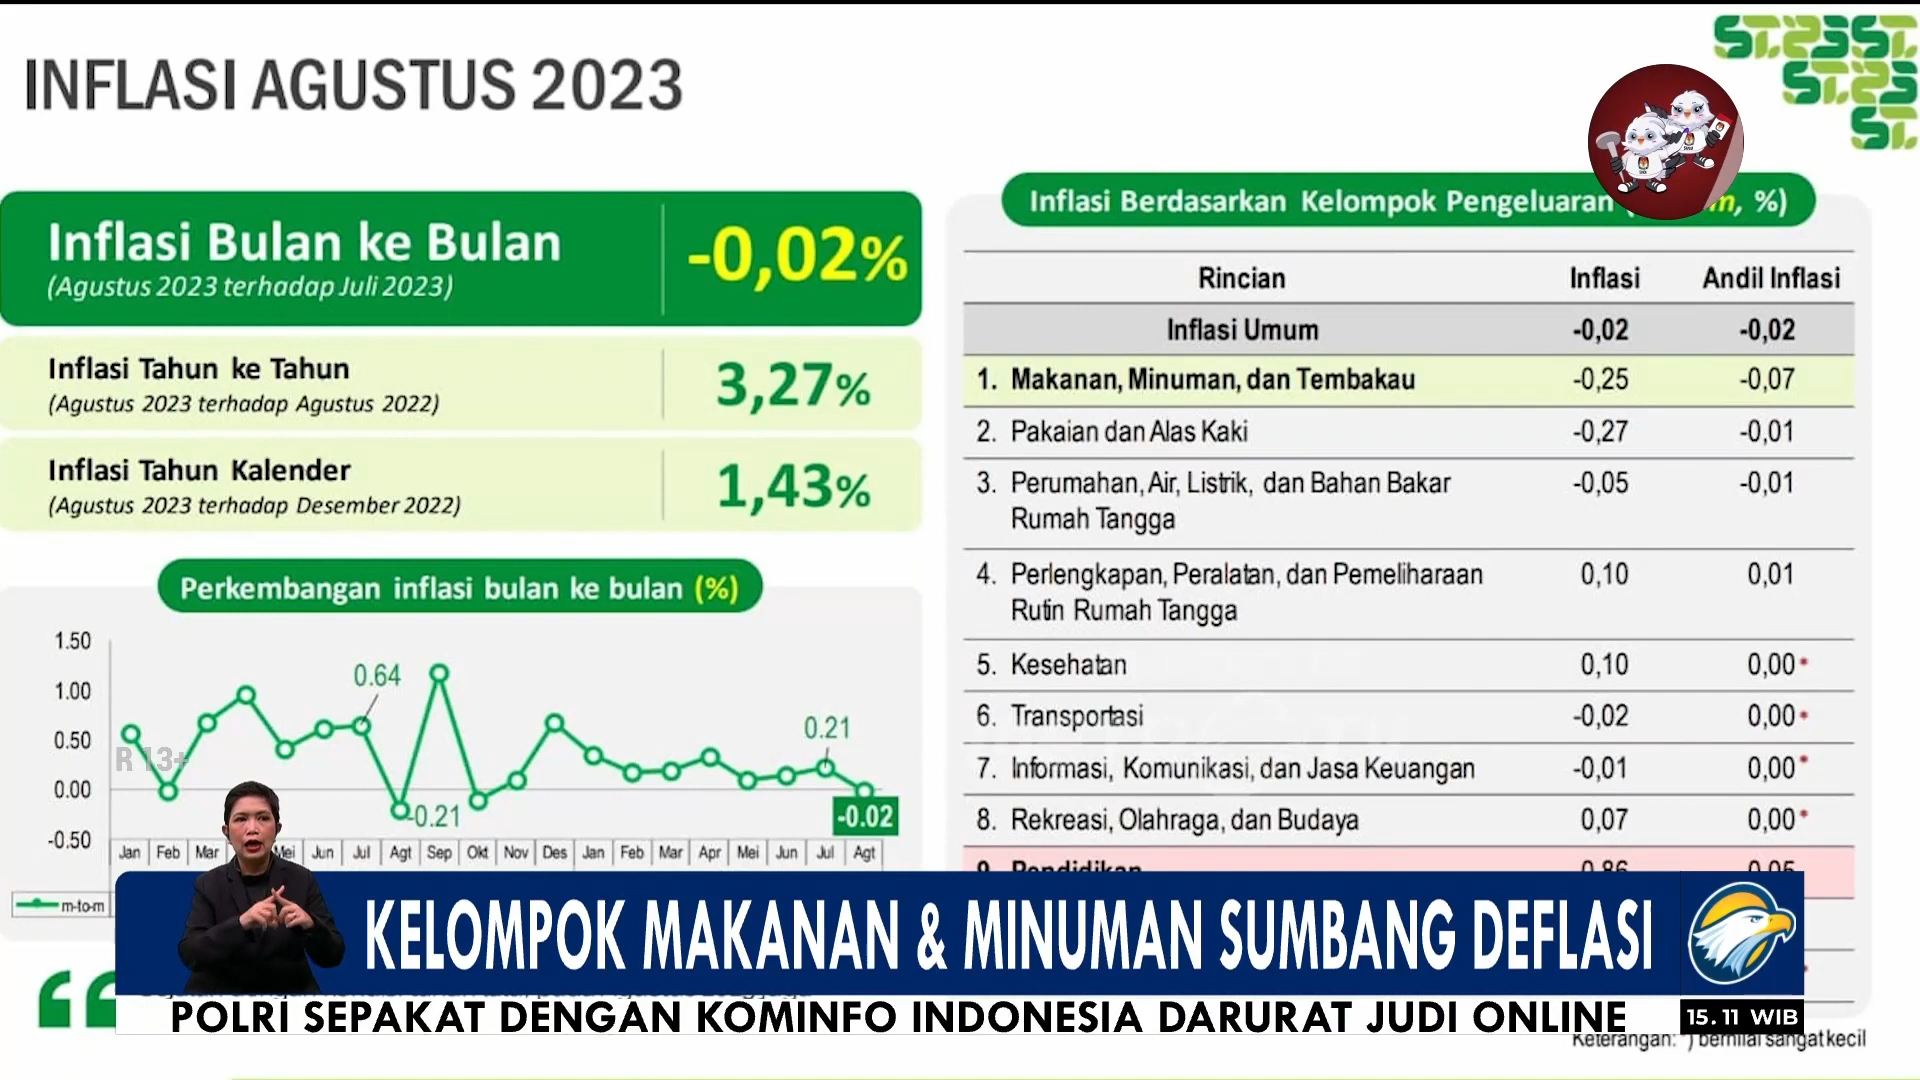 INFLASI AGUSTUS 2023
Inflasi Bulan ke Bulan
(Agustus 2023 terhadap Juli 2023)
-0,02%
Inflasi Tahun ke Tahun
(Agustus 2023 terhadap Agustus 2022)
3,27%
Inflasi Tahun Kalender
(Agustus 2023 terhadap Desember 2022)
1,43%
Perkembangan inflasi bulan ke bulan (%)
1.50
1.00
0.50
0.00
-0.50
0.64
-0.21
0.21
-0.02
R 13+
Jan Feb Mar Mei Jun Jul Agt Sep Okt Nov Des Jan Feb Mar Apr Mei Jun Jul Agt
m-to-m
Inflasi Berdasarkan Kelompok Pengeluaran ( %)
Rincian Inflasi Andil Inflasi
Inflasi Umum -0,02 -0,02
1. Makanan, Minuman, dan Tembakau -0,25 -0,07
2. Pakaian dan Alas Kaki -0,27 -0,01
3. Perumahan, Air, Listrik, dan Bahan Bakar -0,05 -0,01
Rumah Tangga
4. Perlengkapan, Peralatan, dan Pemeliharaan 0,10 0,01
Rutin Rumah Tangga
5. Kesehatan 0,10 0,00*
6. Transportasi -0,02 0,00*
7. Informasi, Komunikasi, dan Jasa Keuangan -0,01 0,00*
8. Rekreasi, Olahraga, dan Budaya 0,07 0,00*
9. Pendidikan 0,86 0,05
KELOMPOK MAKANAN & MINUMAN SUMBANG DEFLASI
POLRI SEPAKAT DENGAN KOMINFO INDONESIA DARURAT JUDI ONLINE
15.11 WIB
Keterangan: *) bernilai sangat kecil